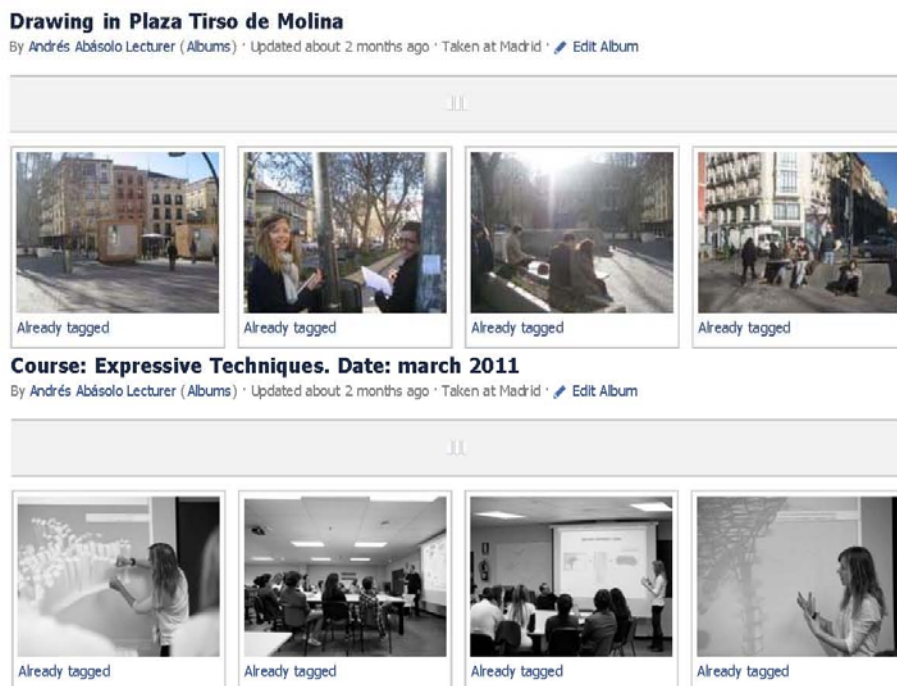 Drawing in Plaza Tirso de Molina
By Andrés Abásolo Lecturer (Albums) · Updated about 2 months ago · Taken at Madrid · Edit Album
Already tagged Already tagged Already tagged Already tagged
Course: Expressive Techniques. Date: march 2011
By Andrés Abásolo Lecturer (Albums) · Updated about 2 months ago · Taken at Madrid · Edit Album
Already tagged Already tagged Already tagged Already tagged